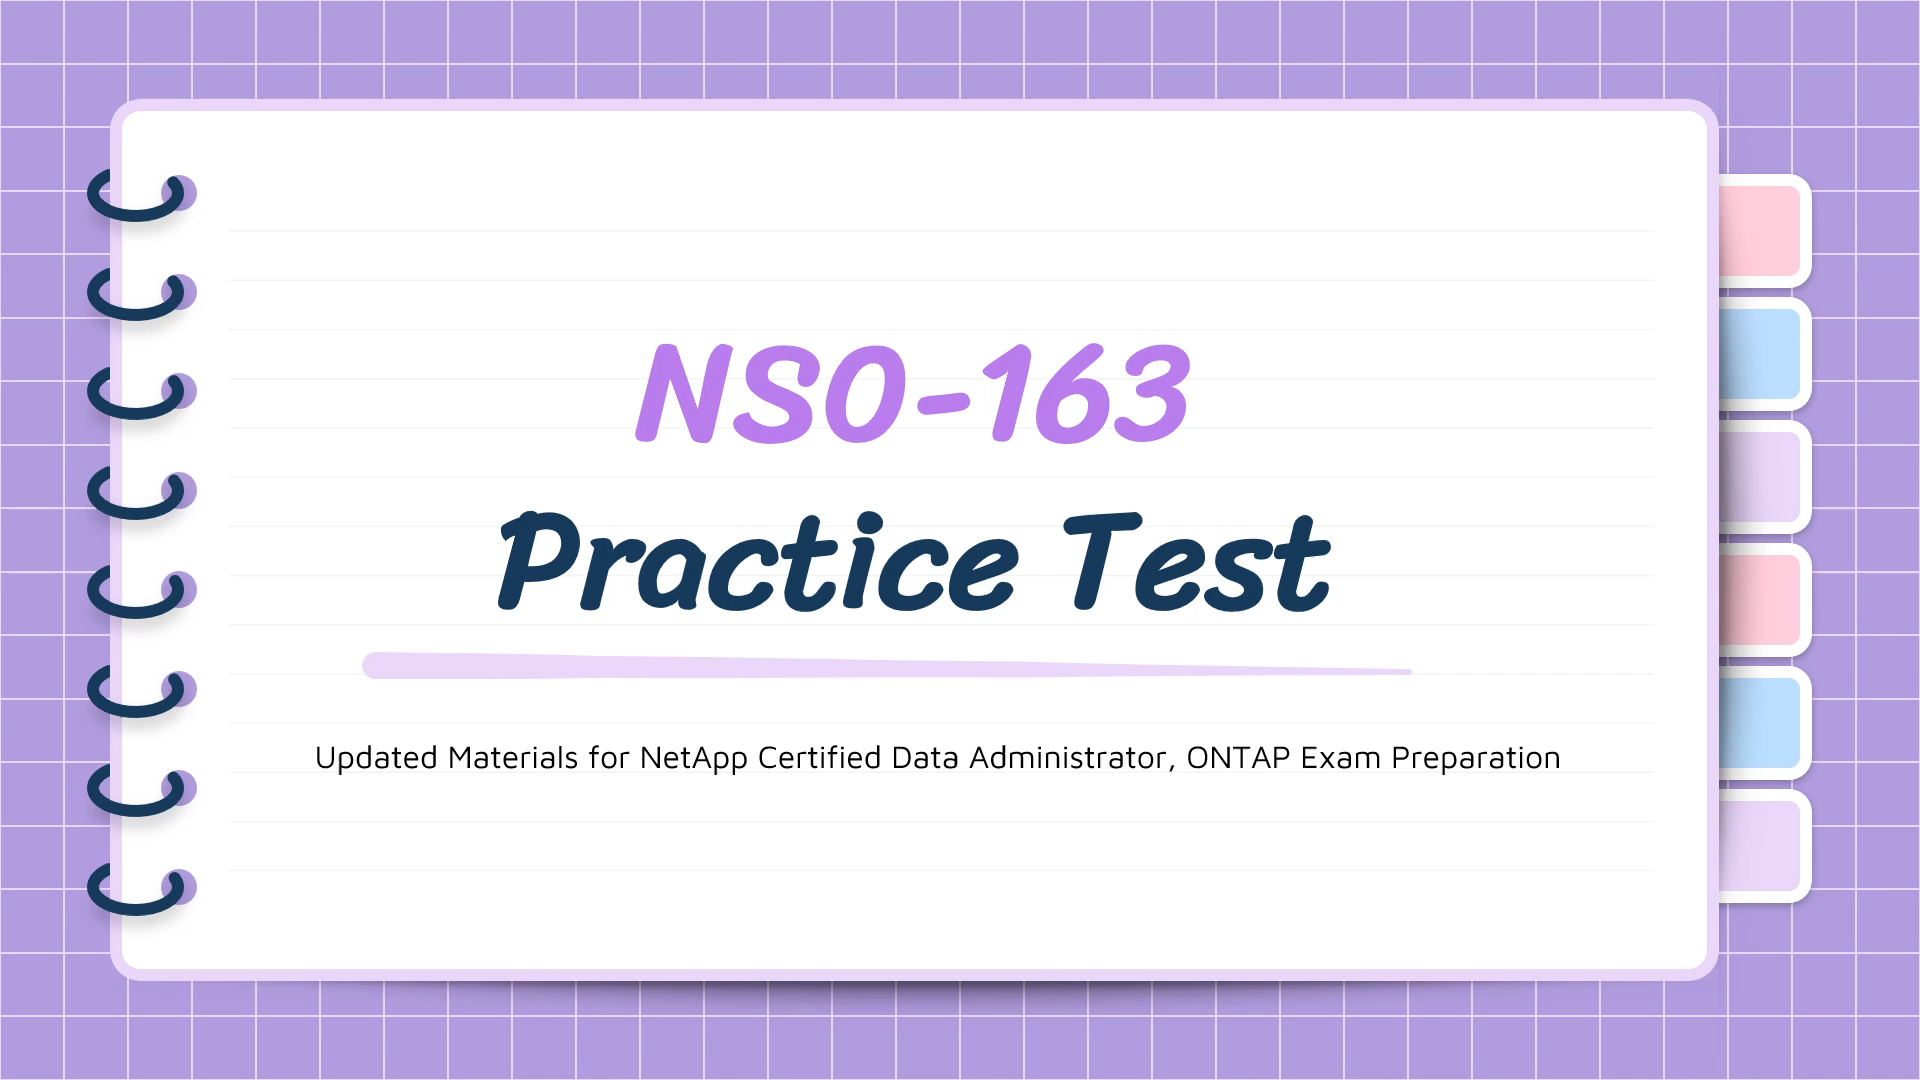 NS0-163
Practice Test
Updated Materials for NetApp Certified Data Administrator, ONTAP Exam Preparation